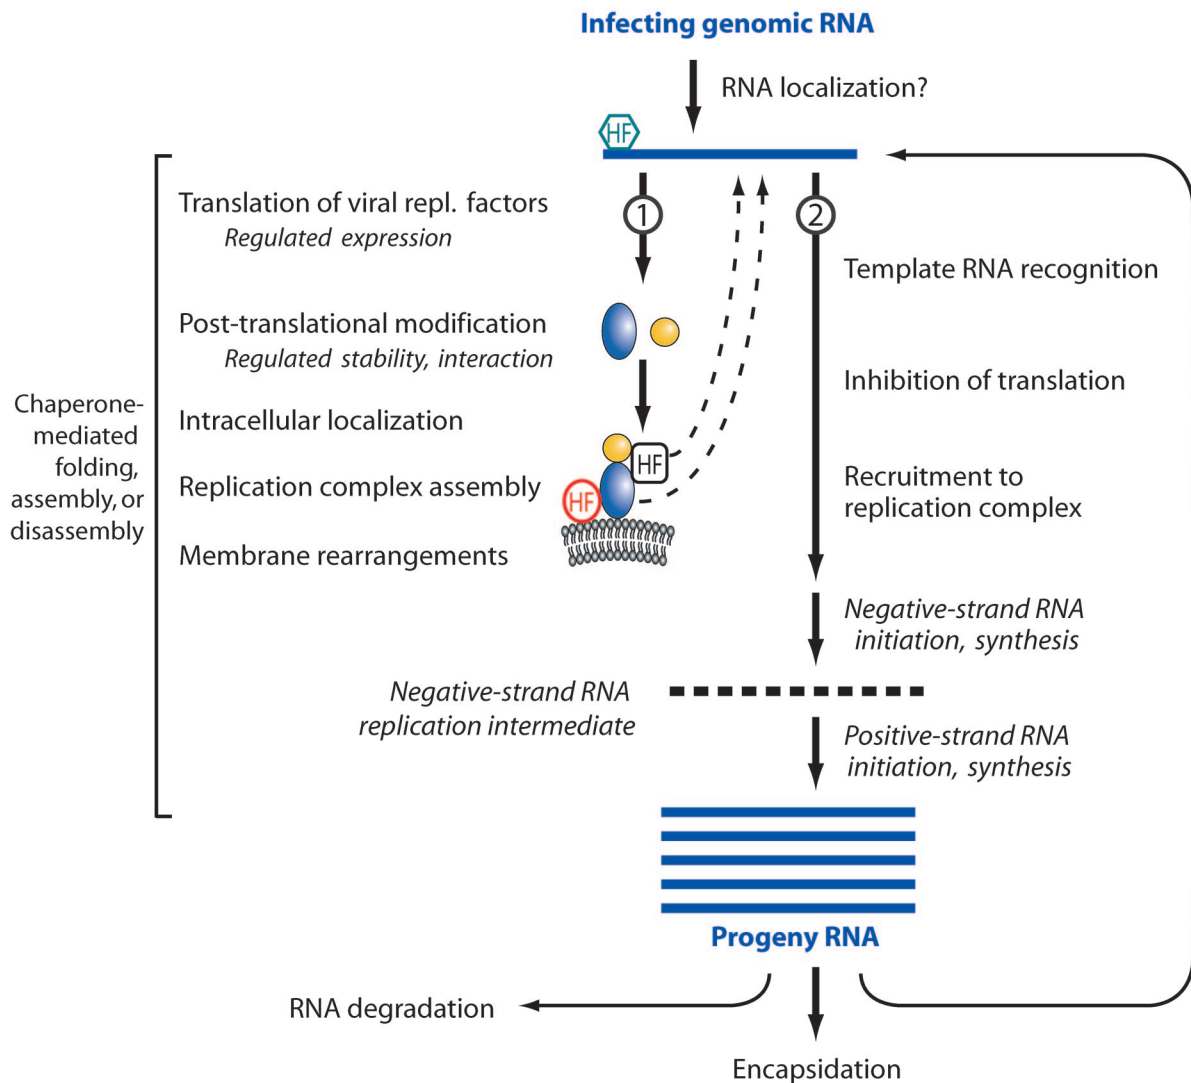 Infecting genomic RNA
RNA localization?
HF
Translation of viral repl. factors
Regulated expression
1
2
Template RNA recognition
Post-translational modification
Regulated stability, interaction
Inhibition of translation
Chaperone-
mediated
folding,
assembly, or
disassembly
Intracellular localization
HF
Replication complex assembly
HF
Recruitment to
replication complex
Membrane rearrangements
Negative-strand RNA
initiation, synthesis
Negative-strand RNA
replication intermediate
Positive-strand RNA
initiation, synthesis
Progeny RNA
RNA degradation
Encapsidation